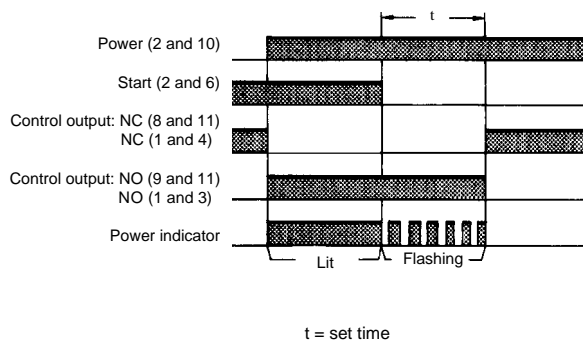 t
Power (2 and 10)
Start (2 and 6)
Control output: NC (8 and 11)
NC (1 and 4)
Control output: NO (9 and 11)
NO (1 and 3)
Power indicator
Lit
Flashing
t = set time